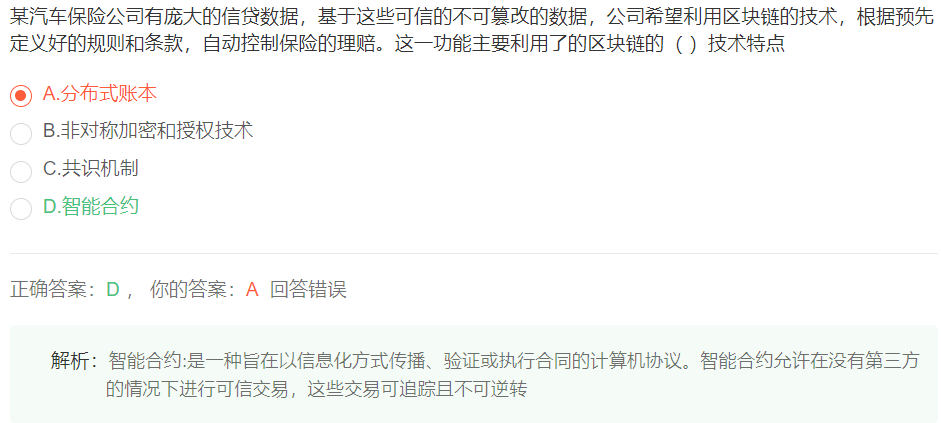 某汽车保险公司有庞大的信贷数据，基于这些可信的不可篡改的数据，公司希望利用区块链的技术，根据预先
定义好的规则和条款，自动控制保险的理赔。这一功能主要利用了的区块链的（ ）技术特点
A.分布式账本
B.非对称加密和授权技术
C.共识机制
D.智能合约
正确答案：D ， 你的答案：A 回答错误
解析：智能合约:是一种旨在以信息化方式传播、验证或执行合同的计算机协议。智能合约允许在没有第三方
的情况下进行可信交易，这些交易可追踪且不可逆转